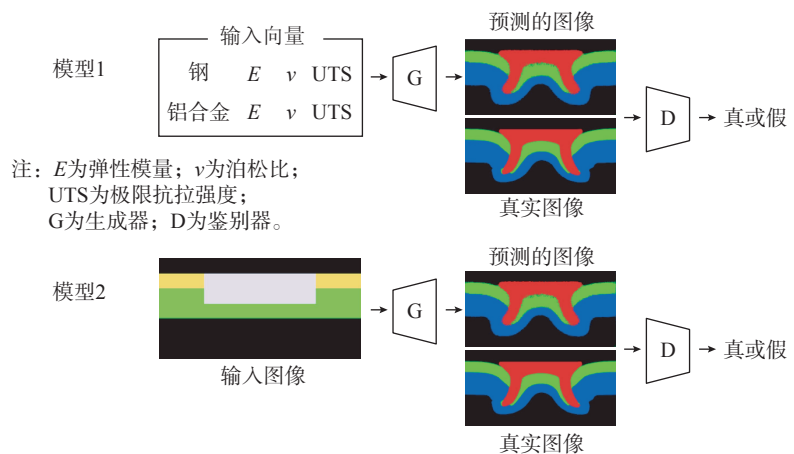 预测的图像
输入向量
模型1
钢 E ν UTS
铝合金 E ν UTS
G
D
真或假
真实图像
注：E为弹性模量；ν为泊松比；
UTS为极限抗拉强度；
G为生成器；D为鉴别器。
预测的图像
模型2
G
D
真或假
输入图像
真实图像